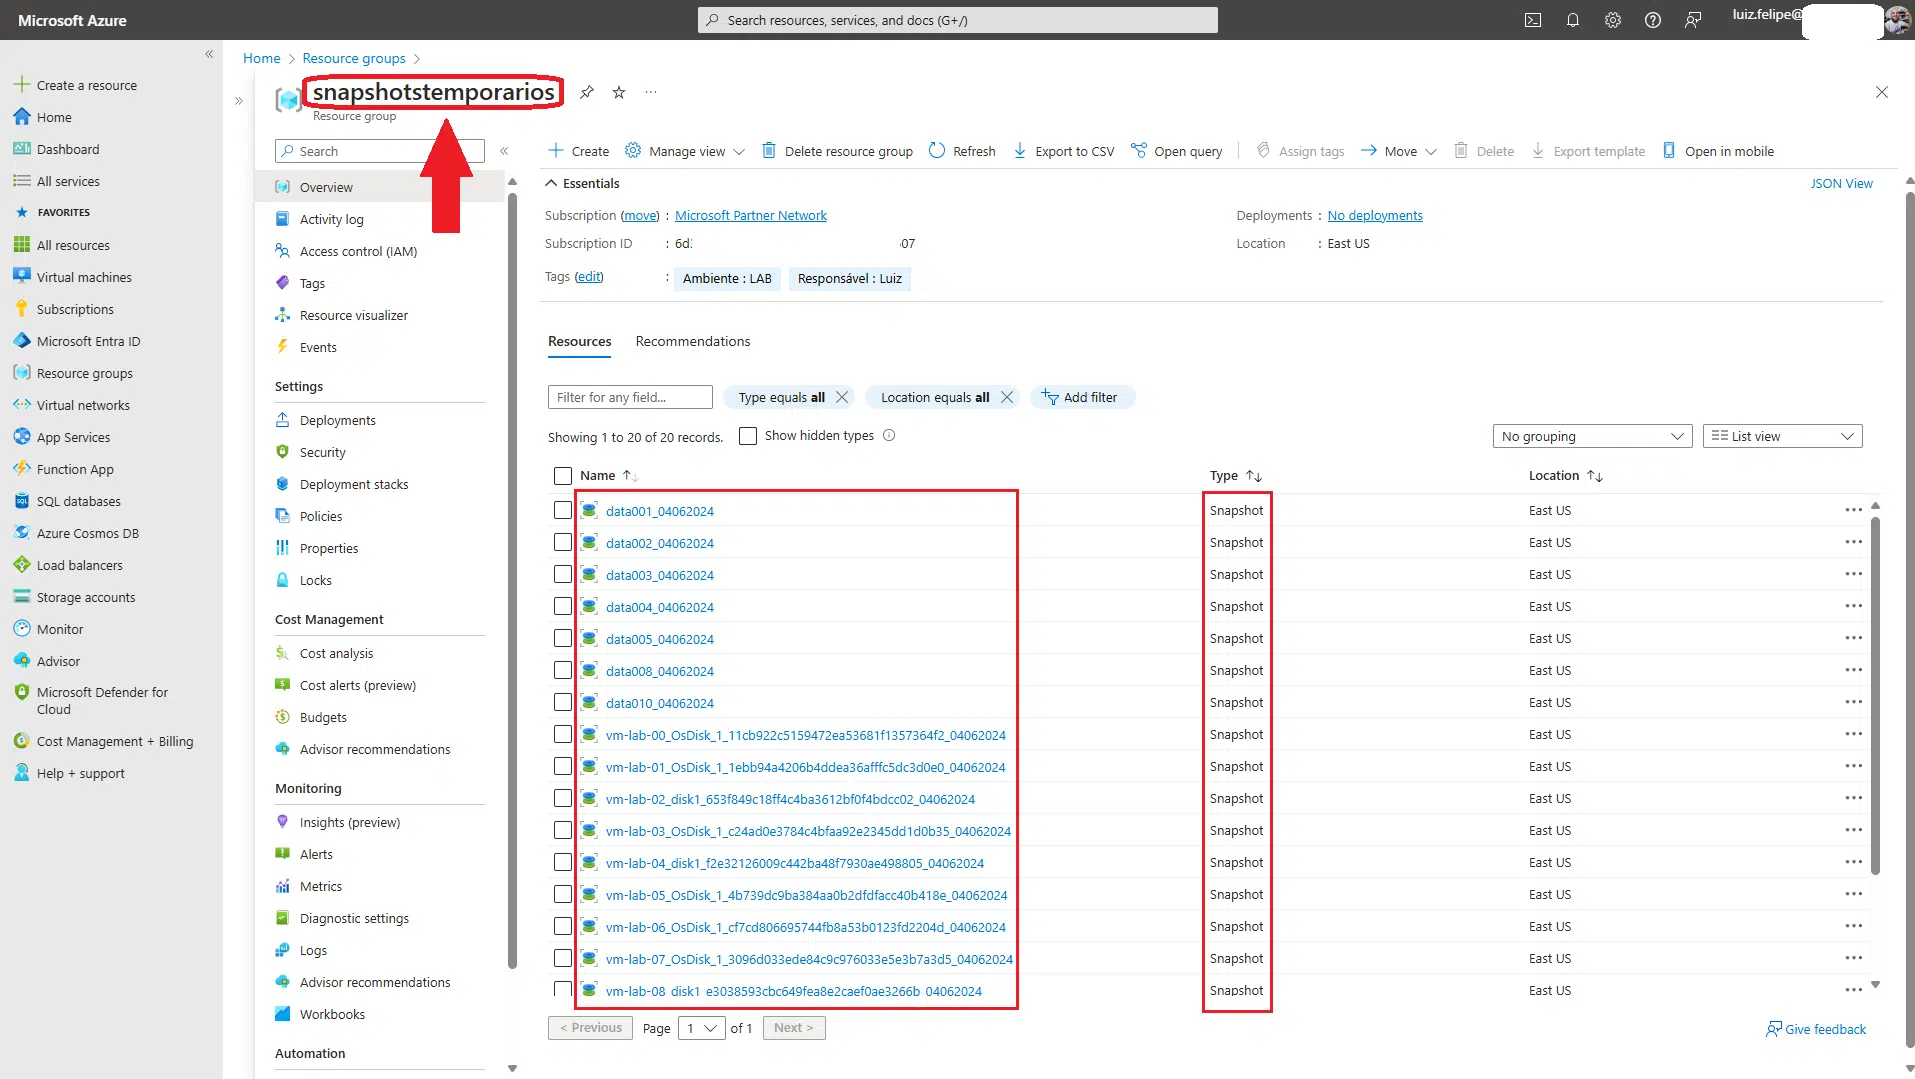 Microsoft Azure
Search resources, services, and docs (G+/)
luiz.felipe@
Create a resource
Home
Dashboard
All services
FAVORITES
All resources
Virtual machines
Subscriptions
Microsoft Entra ID
Resource groups
Virtual networks
App Services
Function App
SQL databases
Azure Cosmos DB
Load balancers
Storage accounts
Monitor
Advisor
Microsoft Defender for
Cloud
Cost Management + Billing
Help + support
Home > Resource groups >
snapshotstemporarios
Resource group
Search
Overview
Activity log
Access control (IAM)
Tags
Resource visualizer
Events
Settings
Deployments
Security
Deployment stacks
Policies
Properties
Locks
Cost Management
Cost analysis
Cost alerts (preview)
Budgets
Advisor recommendations
Monitoring
Insights (preview)
Alerts
Metrics
Diagnostic settings
Logs
Advisor recommendations
Workbooks
Automation
Create Manage view Delete resource group Refresh Export to CSV Open query Assign tags Move Delete Export template Open in mobile
Essentials JSON View
Subscription (move) : Microsoft Partner Network Deployments : No deployments
Subscription ID : 6d 07 Location : East US
Tags (edit) : Ambiente : LAB Responsável : Luiz
Resources Recommendations
Filter for any field... Type equals all Location equals all Add filter
Showing 1 to 20 of 20 records. Show hidden types No grouping List view
Name Type Location
data001_04062024 Snapshot East US
data002_04062024 Snapshot East US
data003_04062024 Snapshot East US
data004_04062024 Snapshot East US
data005_04062024 Snapshot East US
data008_04062024 Snapshot East US
data010_04062024 Snapshot East US
vm-lab-00_OsDisk_1_11cb922c5159472ea53681f1357364f2_04062024 Snapshot East US
vm-lab-01_OsDisk_1_1ebb94a4206b4ddea36afffc5dc3d0e0_04062024 Snapshot East US
vm-lab-02_disk1_653f849c18ff4c4ba3612bf0f4bdcc02_04062024 Snapshot East US
vm-lab-03_OsDisk_1_c24ad0e3784c4bfaa92e2345dd1d0b35_04062024 Snapshot East US
vm-lab-04_disk1_f2e32126009c442ba48f7930ae498805_04062024 Snapshot East US
vm-lab-05_OsDisk_1_4b739dc9ba384aa0b2dfdfacc40b418e_04062024 Snapshot East US
vm-lab-06_OsDisk_1_cf7cd806695744fb8a53b0123fd2204d_04062024 Snapshot East US
vm-lab-07_OsDisk_1_3096d033ede84c9c976033e5e3b7a3d5_04062024 Snapshot East US
vm-lab-08_disk1_e3038593cbc649fea8e2caef0ae3266b_04062024 Snapshot East US
< Previous Page 1 of 1 Next >
Give feedback